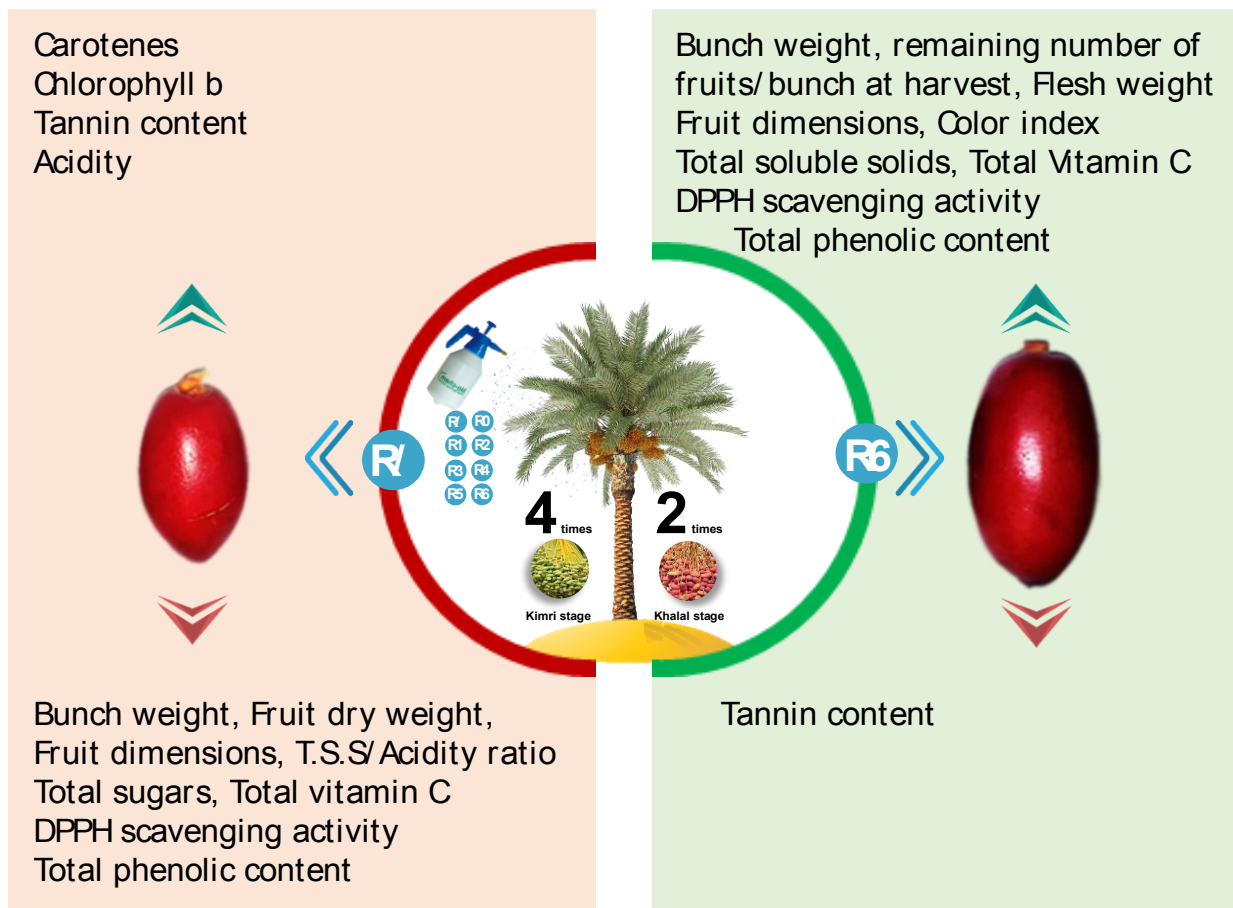 Carotenes
Chlorophyll b
Tannin content
Acidity
Bunch weight, remaining number of
fruits/bunch at harvest, Flesh weight
Fruit dimensions, Color index
Total soluble solids, Total Vitamin C
DPPH scavenging activity
Total phenolic content
R/ R0
R1 R2
R3 R4
R5 R6
R/
R6
4 times
2 times
Kimri stage
Khalal stage
Bunch weight, Fruit dry weight,
Fruit dimensions, T.S.S/Acidity ratio
Total sugars, Total vitamin C
DPPH scavenging activity
Total phenolic content
Tannin content